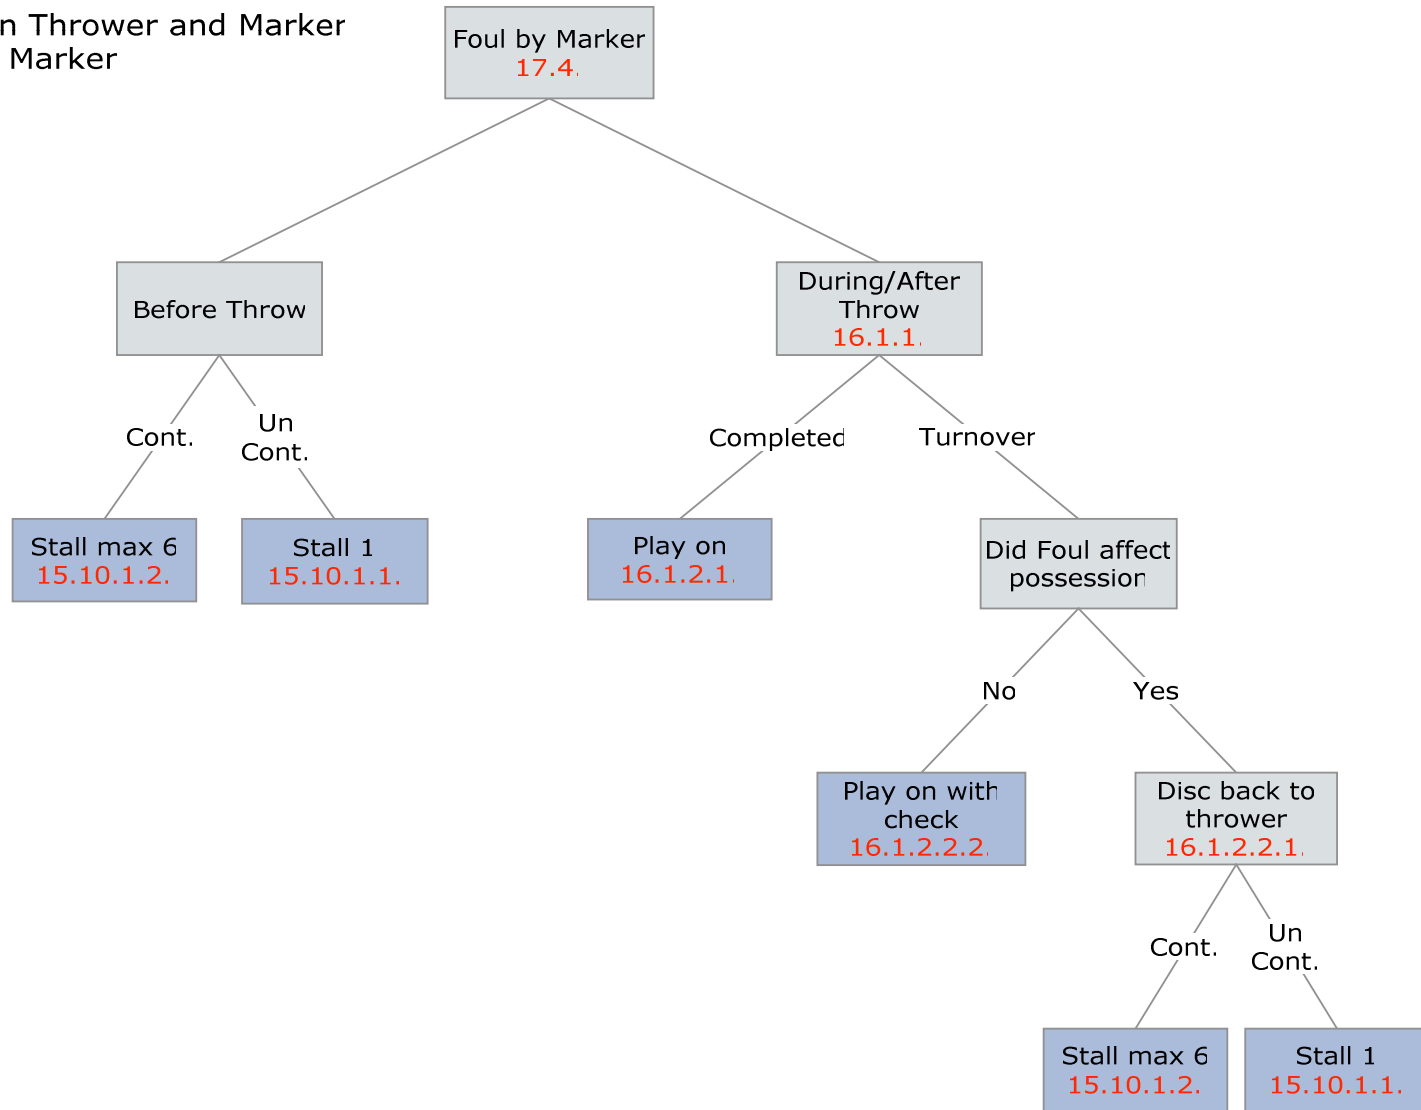 n Thrower and Marker
Marker
Foul by Marker
17.4.
Before Throw
During/After
Throw
16.1.1.
Cont.
Un
Cont.
Completed
Turnover
Stall max 6
15.10.1.2.
Stall 1
15.10.1.1.
Play on
16.1.2.1.
Did Foul affect
possession
No
Yes
Play on with
check
16.1.2.2.2.
Disc back to
thrower
16.1.2.2.1.
Cont.
Un
Cont.
Stall max 6
15.10.1.2.
Stall 1
15.10.1.1.